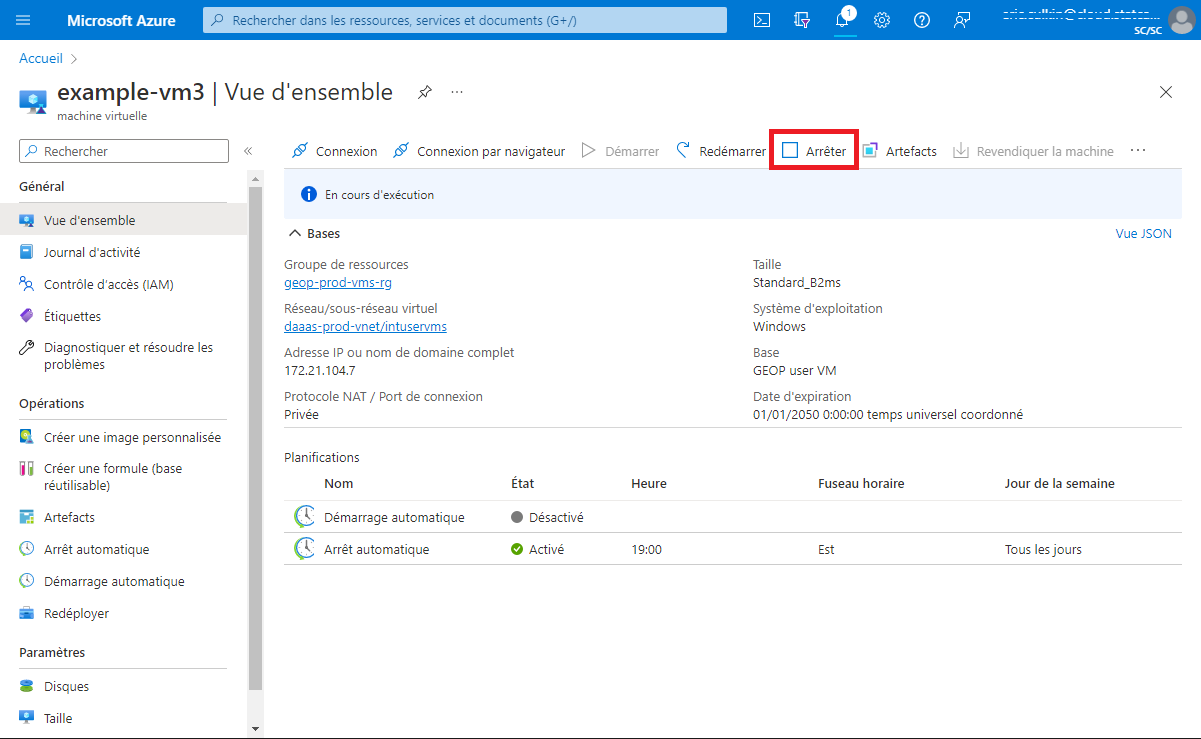 Microsoft Azure
Rechercher dans les ressources, services et documents (G+/)
1
SC/SC
Accueil
example-vm3 | Vue d'ensemble
machine virtuelle
Rechercher
Connexion
Connexion par navigateur
Démarrer
Redémarrer
Arrêter
Artefacts
Revendiquer la machine
Général
Vue d'ensemble
Journal d'activité
Contrôle d'accès (IAM)
Étiquettes
Diagnostiquer et résoudre les
problèmes
Opérations
Créer une image personnalisée
Créer une formule (base
réutilisable)
Artefacts
Arrêt automatique
Démarrage automatique
Redéployer
Paramètres
Disques
Taille
En cours d'exécution
Bases
Vue JSON
Groupe de ressources
geop-prod-vms-rg
Réseau/sous-réseau virtuel
daaas-prod-vnet/intuservms
Adresse IP ou nom de domaine complet
172.21.104.7
Protocole NAT / Port de connexion
Privée
Taille
Standard_B2ms
Système d'exploitation
Windows
Base
GEOP user VM
Date d'expiration
01/01/2050 0:00:00 temps universel coordonné
Planifications
Nom État Heure Fuseau horaire Jour de la semaine
Démarrage automatique Désactivé
Arrêt automatique Activé 19:00 Est Tous les jours